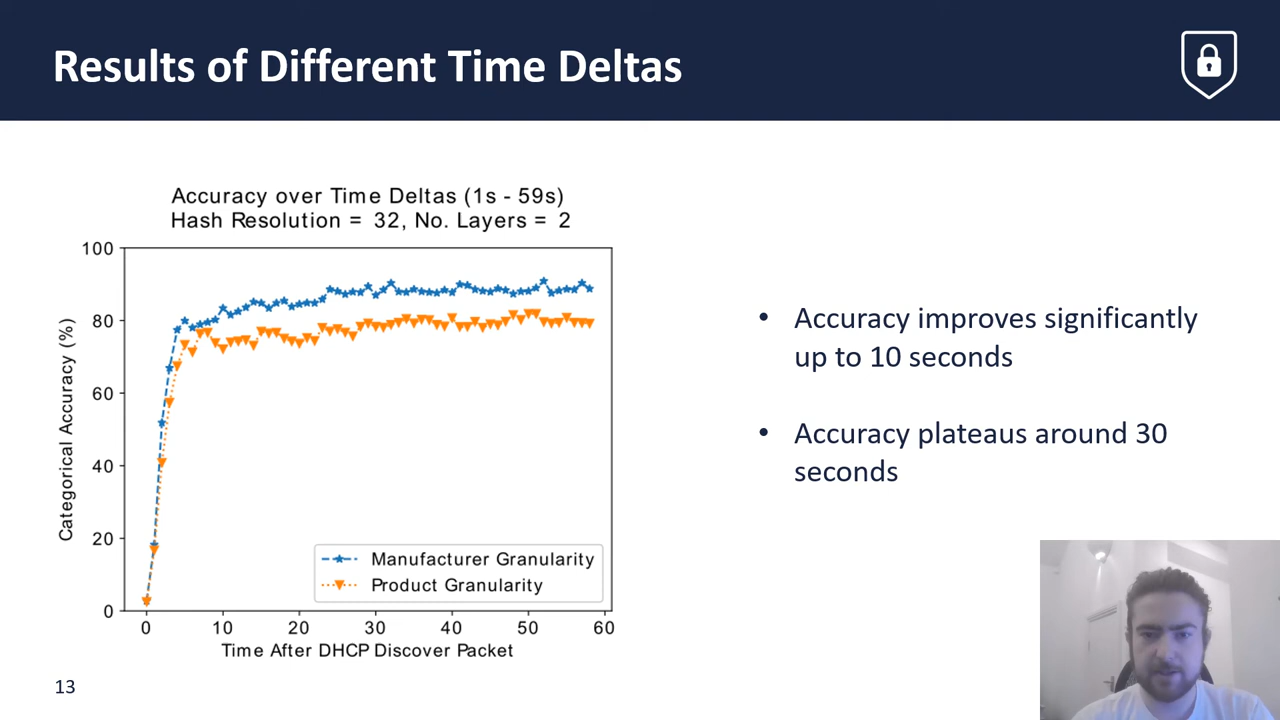 Results of Different Time Deltas
Accuracy over Time Deltas (1s - 59s)
Hash Resolution = 32, No. Layers = 2
Categorical Accuracy (%)
100
80
60
40
20
0
0 10 20 30 40 50 60
Time After DHCP Discover Packet
Manufacturer Granularity
Product Granularity
• Accuracy improves significantly
up to 10 seconds
• Accuracy plateaus around 30
seconds
13